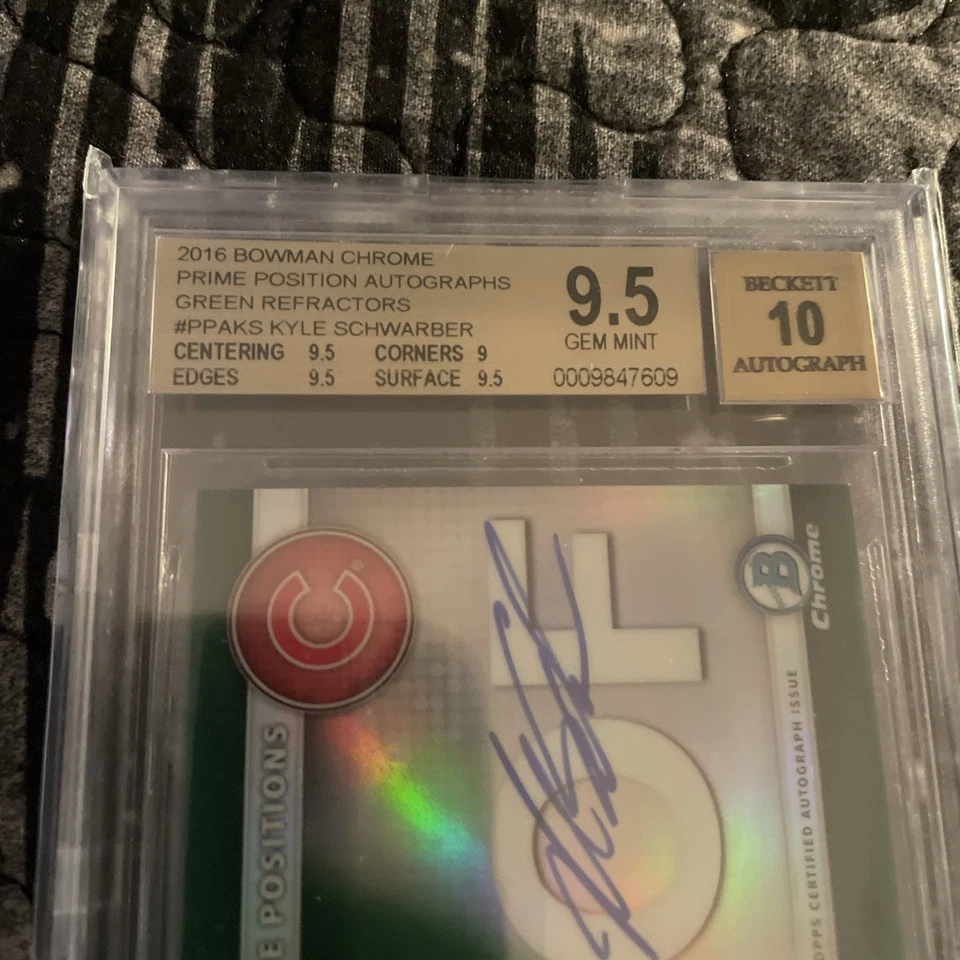 2016 BOWMAN CHROME
PRIME POSITION AUTOGRAPHS
GREEN REFRACTORS
#PPAKS KYLE SCHWARBER
CENTERING 9.5 CORNERS 9
EDGES 9.5 SURFACE 9.5
9.5
GEM MINT
0009847609
BECKETT
10
AUTOGRAPH
C
®
E POSITIONS
OF
B
Chrome
OPPS CERTIFIED AUTOGRAPH ISSUE